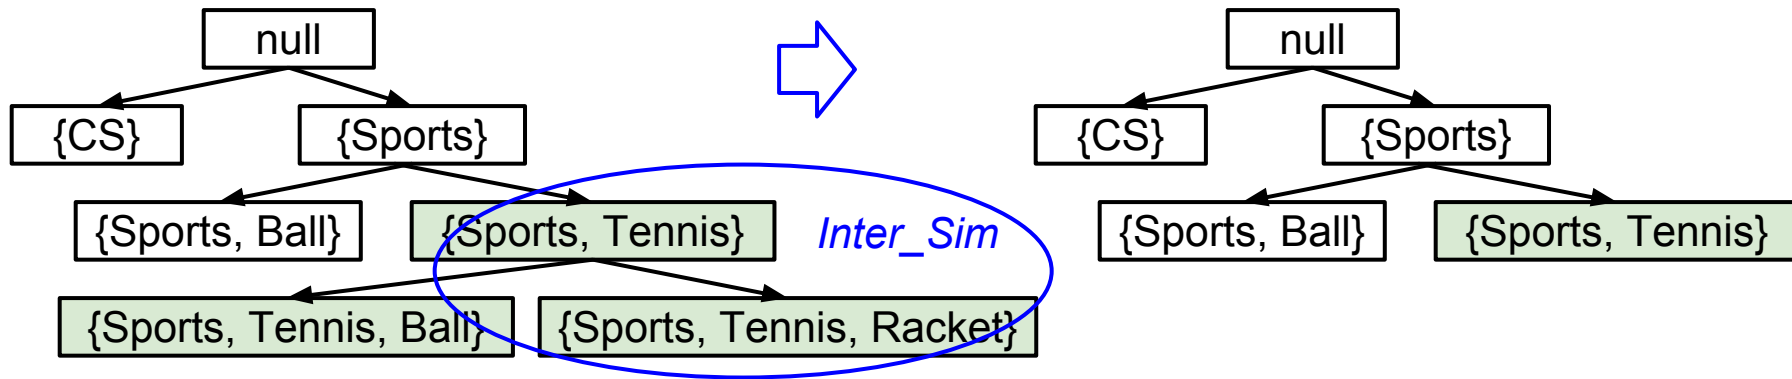 null
{CS}
{Sports}
{Sports, Ball}
{Sports, Tennis}
Inter_Sim
{Sports, Tennis, Ball}
{Sports, Tennis, Racket}
null
{CS}
{Sports}
{Sports, Ball}
{Sports, Tennis}